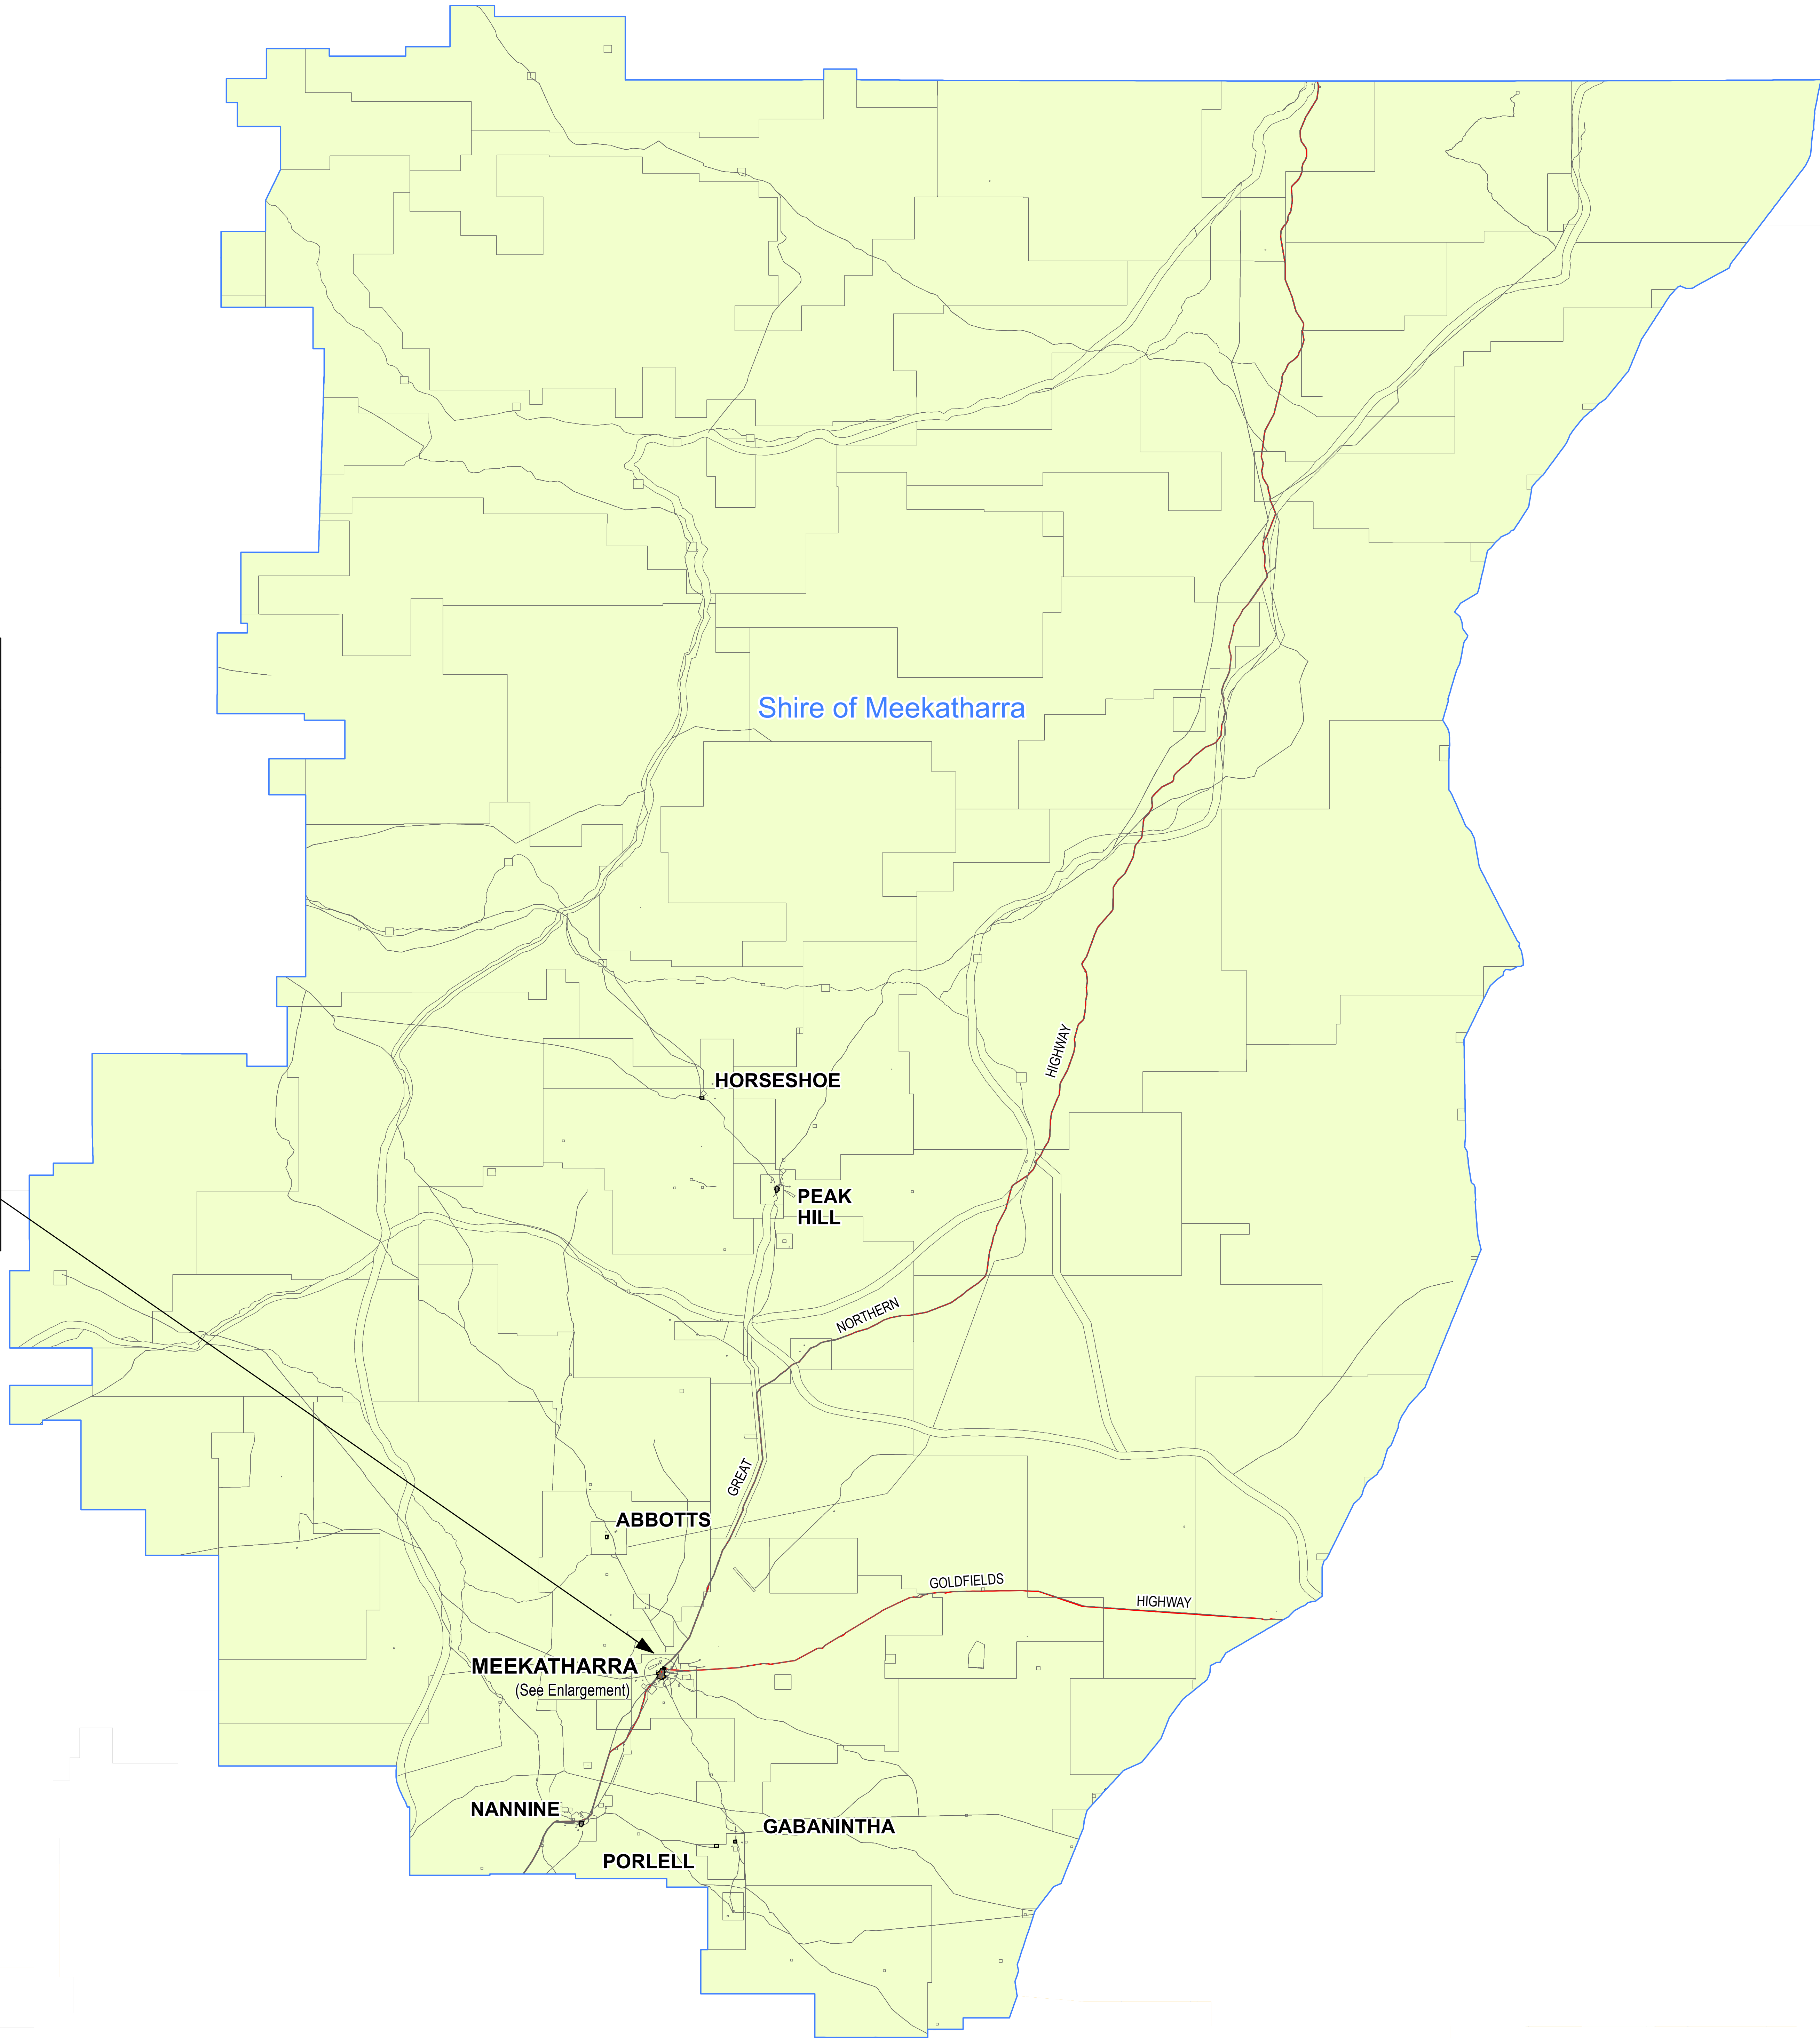 Shire of Meekatharra
HIGHWAY
HORSESHOE
PEAK
HILL
NORTHERN
GREAT
ABBOTTS
GOLDFIELDS
HIGHWAY
MEEKATHARRA
(See Enlargement)
NANNINE
GABANINTHA
PORLELL